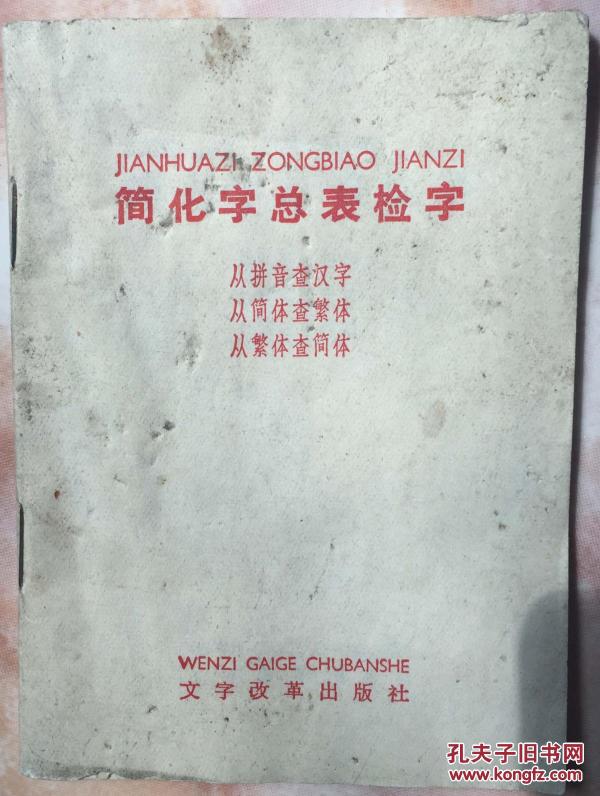 JIANHUAZI ZONGBIAO JIANZI
简化字总表检字
从拼音查汉字
从简体查繁体
从繁体查简体
WENZI GAIGE CHUBANSHE
文字改革出版社
孔夫子旧书网
www.kongfz.com